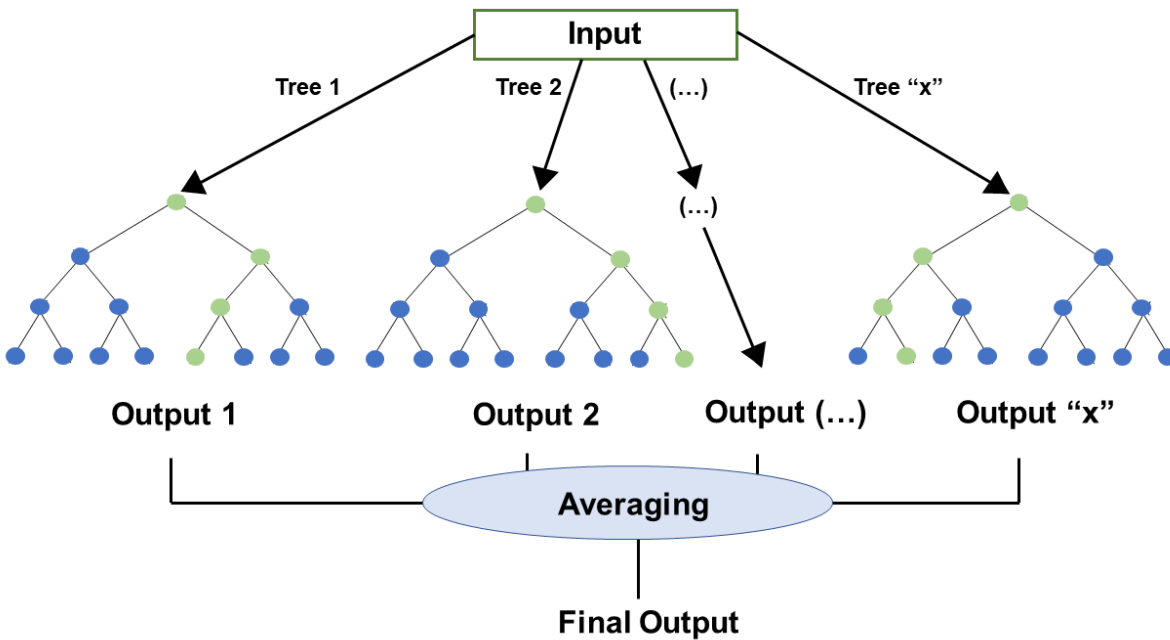 Input
Tree 1
Tree 2
(...)
Tree “x”
(...)
Output 1
Output 2
Output (...)
Output “x”
Averaging
Final Output